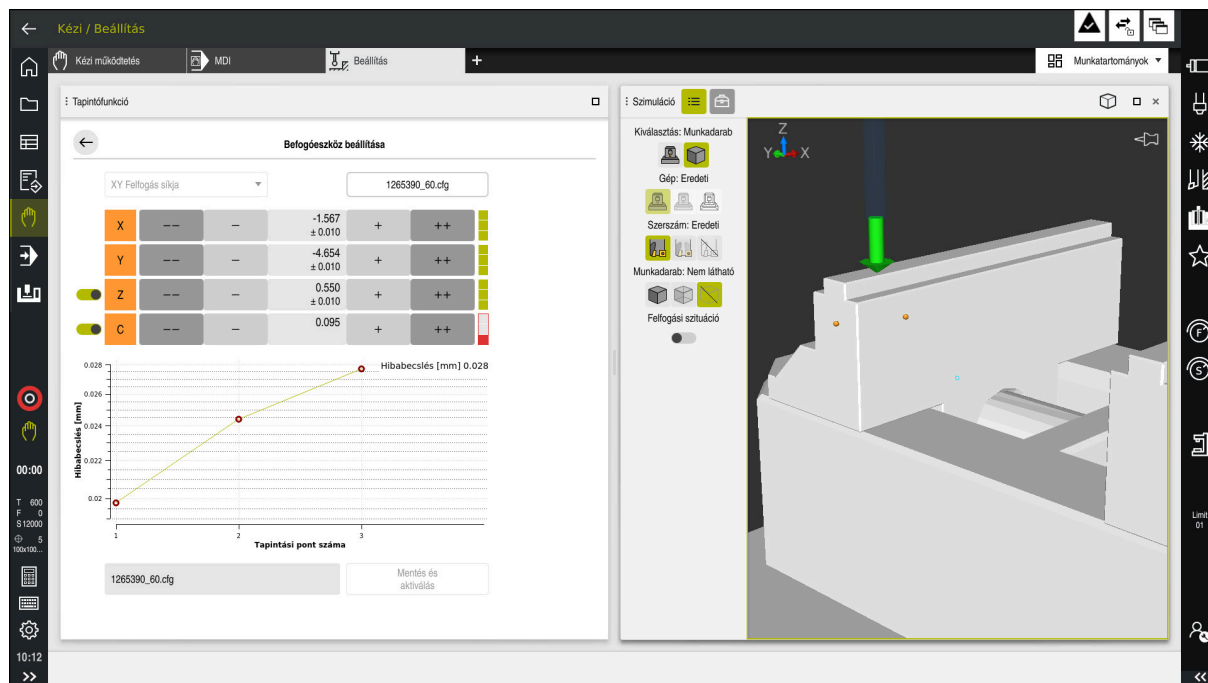 Kézi / Beállítás
Kézi működtetés
MDI
Beállítás
+
Munkatartományok
Tapintófunkció
Befogóeszköz beállítása
XY Felfogás síkja
1265390_60.cfg
X -- - -1.567 + ++
± 0.010
Y -- - -4.654 + ++
± 0.010
Z -- - 0.550 + ++
± 0.010
C -- - 0.095 + ++
Hibabecslés [mm] 0.028
0.028
0.026
0.024
0.022
0.02
Hibabecslés [mm]
1 2 3
Tapintási pont száma
1265390_60.cfg
Mentés és
aktiválás
Szimuláció
Kiválasztás: Munkadarab
Gép: Eredeti
Szerszám: Eredeti
Munkadarab: Nem látható
Felfogási szituáció
Z
Y X
00:00
T 600
F 0
S 12000
5
100x100...
10:12
F
S
Limit
01